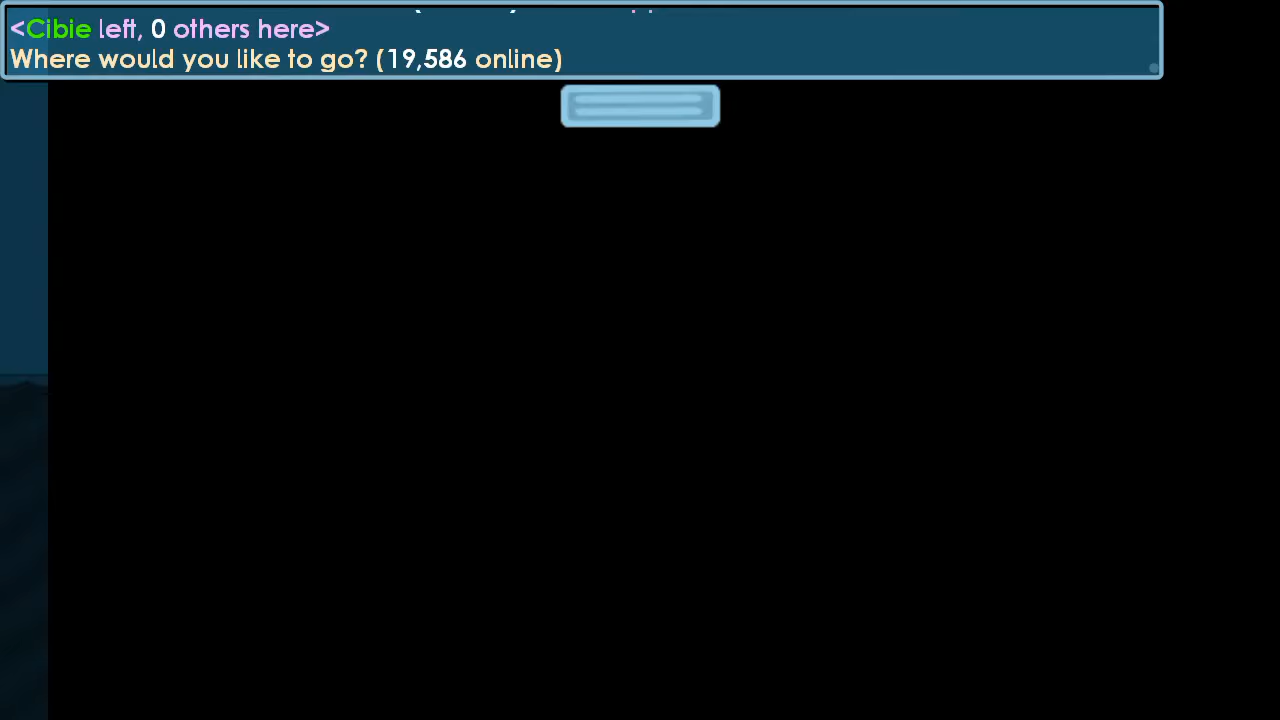 <Cibie left, 0 others here>
Where would you like to go? (19,586 online)